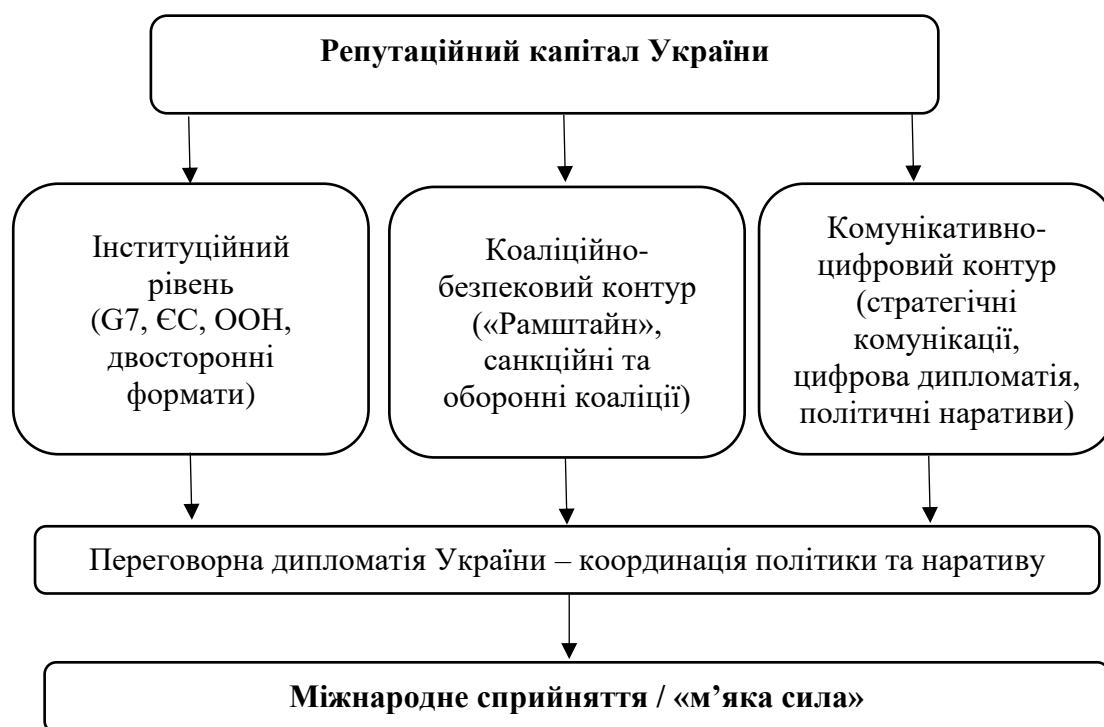 Репутаційний капітал України
Інституційний
рівень
(G7, ЄС, ООН,
двосторонні
формати)
Коаліційно-
безпековий контур
(«Рамштайн»,
санкційні та
оборонні коаліції)
Комунікативно-
цифровий контур
(стратегічні
комунікації,
цифрова дипломатія,
політичні наративи)
Переговорна дипломатія України – координація політики та наративу
Міжнародне сприйняття / «м’яка сила»